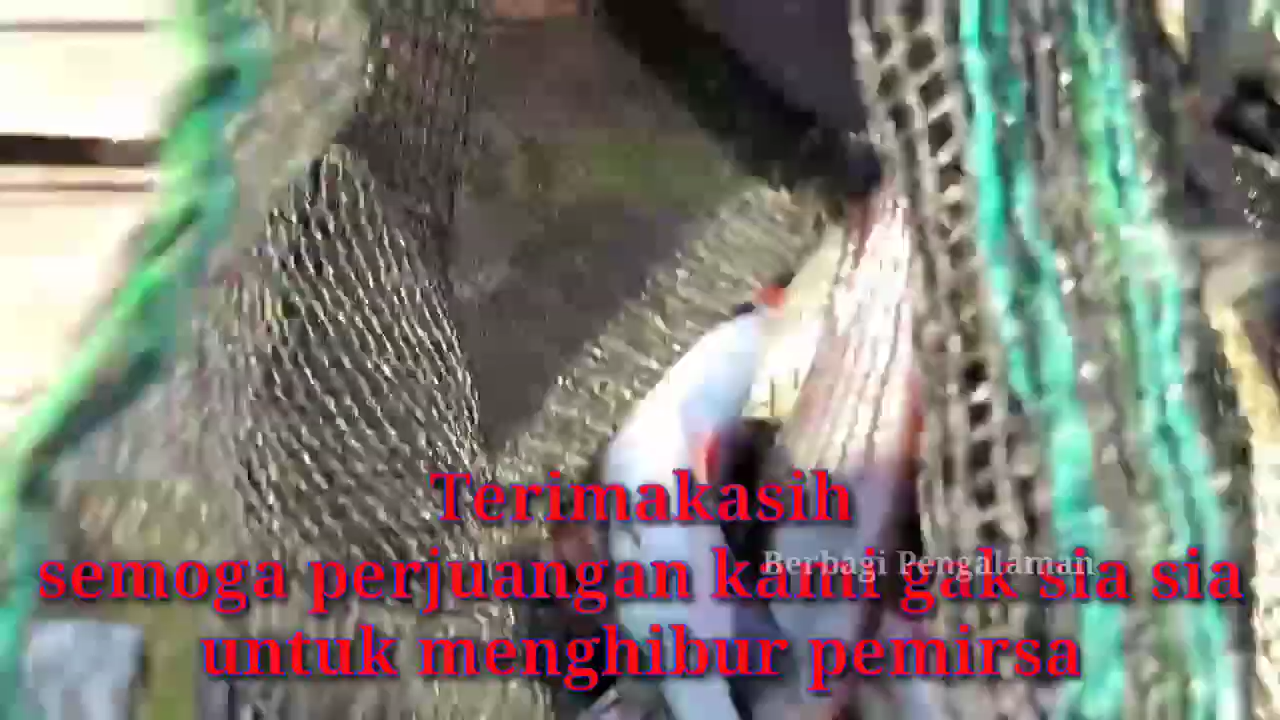 Terimakasih
semoga perjuangan kami gak sia sia
Berbagi Pengalaman
untuk menghibur pemirsa